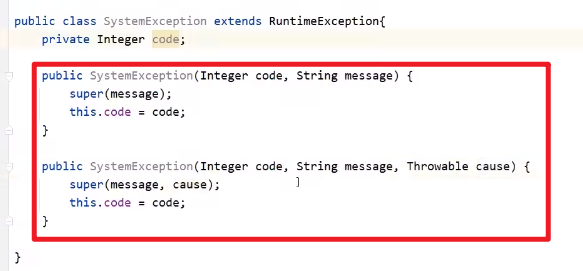 public class SystemException extends RuntimeException{
private Integer code;
public SystemException(Integer code, String message) {
super(message);
this.code = code;
}
public SystemException(Integer code, String message, Throwable cause) {
super(message, cause);
this.code = code;
}
}